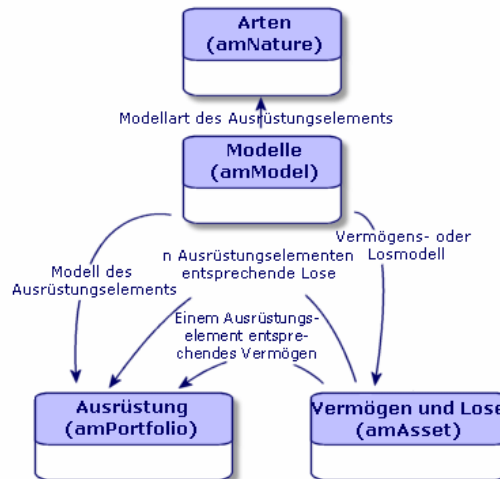 Arten
(amNature)
Modellart des Ausrüstungselements
Modelle
(amModel)
Vermögens- oder
Losmodell
n Ausrüstungselementen
entsprechende Lose
Modell des
Ausrüstungselements
Einem Ausrüstungs-
element entspre-
chendes Vermögen
Ausrüstung
(amPortfolio)
Vermögen und Lose
(amAsset)